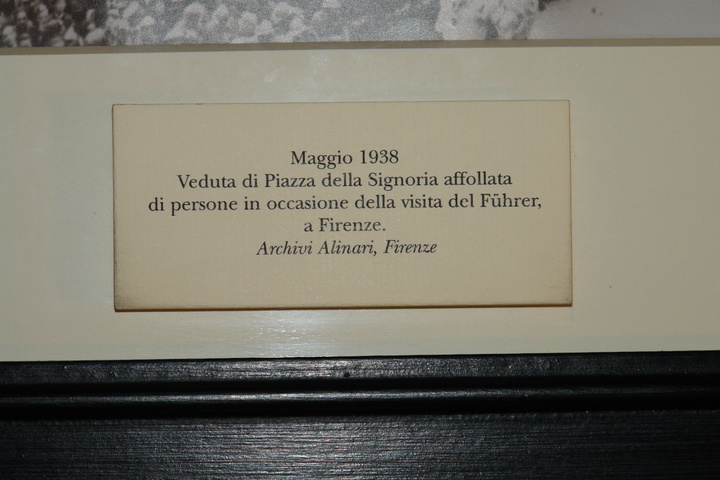 Maggio 1938
Veduta di Piazza della Signoria affollata
di persone in occasione della visita del Führer,
a Firenze.
Archivi Alinari, Firenze